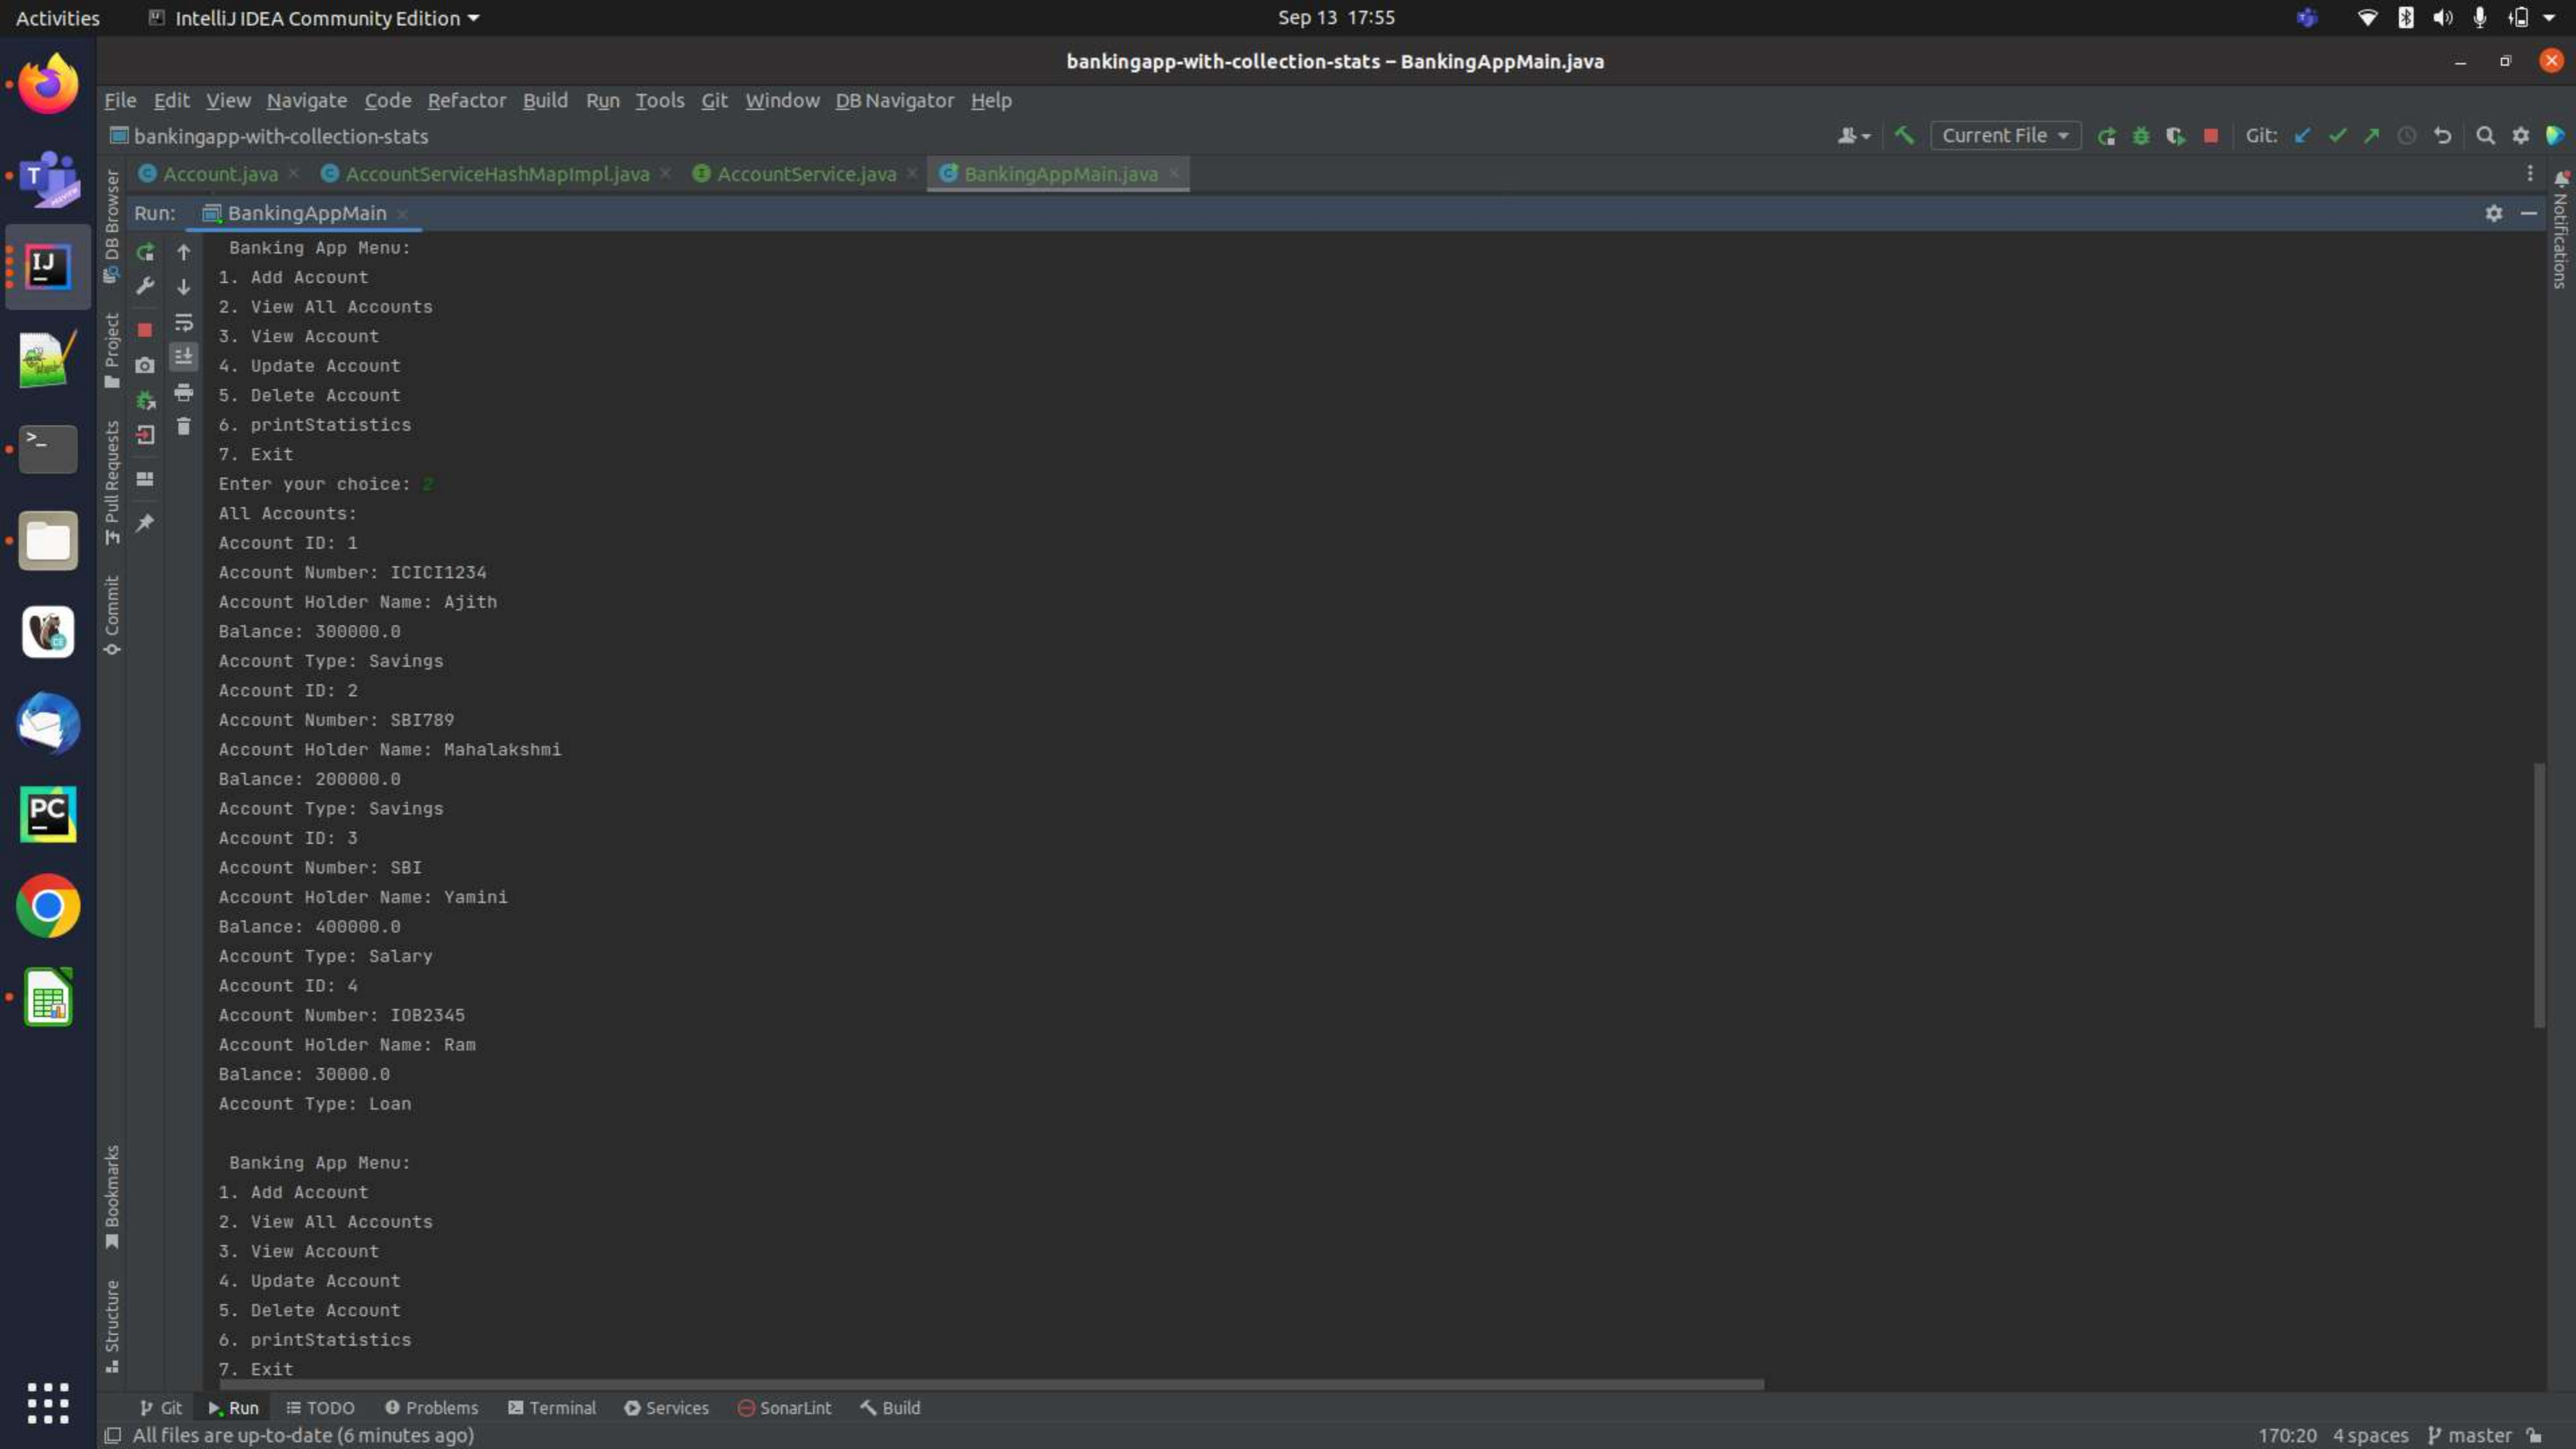 Activities IntelliJ IDEA Community Edition Sep 13 17:55
bankingapp-with-collection-stats – BankingAppMain.java
File Edit View Navigate Code Refactor Build Run Tools Git Window DB Navigator Help
bankingapp-with-collection-stats Current File Git:
Account.java AccountServiceHashMapImpl.java AccountService.java BankingAppMain.java
Run: BankingAppMain
DB Browser
Project
Pull Requests
Commit
Bookmarks
Structure
Notifications
Banking App Menu:
1. Add Account
2. View All Accounts
3. View Account
4. Update Account
5. Delete Account
6. printStatistics
7. Exit
Enter your choice: 2
All Accounts:
Account ID: 1
Account Number: ICICI1234
Account Holder Name: Ajith
Balance: 300000.0
Account Type: Savings
Account ID: 2
Account Number: SBI789
Account Holder Name: Mahalakshmi
Balance: 200000.0
Account Type: Savings
Account ID: 3
Account Number: SBI
Account Holder Name: Yamini
Balance: 400000.0
Account Type: Salary
Account ID: 4
Account Number: IOB2345
Account Holder Name: Ram
Balance: 30000.0
Account Type: Loan
Banking App Menu:
1. Add Account
2. View All Accounts
3. View Account
4. Update Account
5. Delete Account
6. printStatistics
7. Exit
Git Run TODO Problems Terminal Services SonarLint Build
All files are up-to-date (6 minutes ago) 170:20 4 spaces master